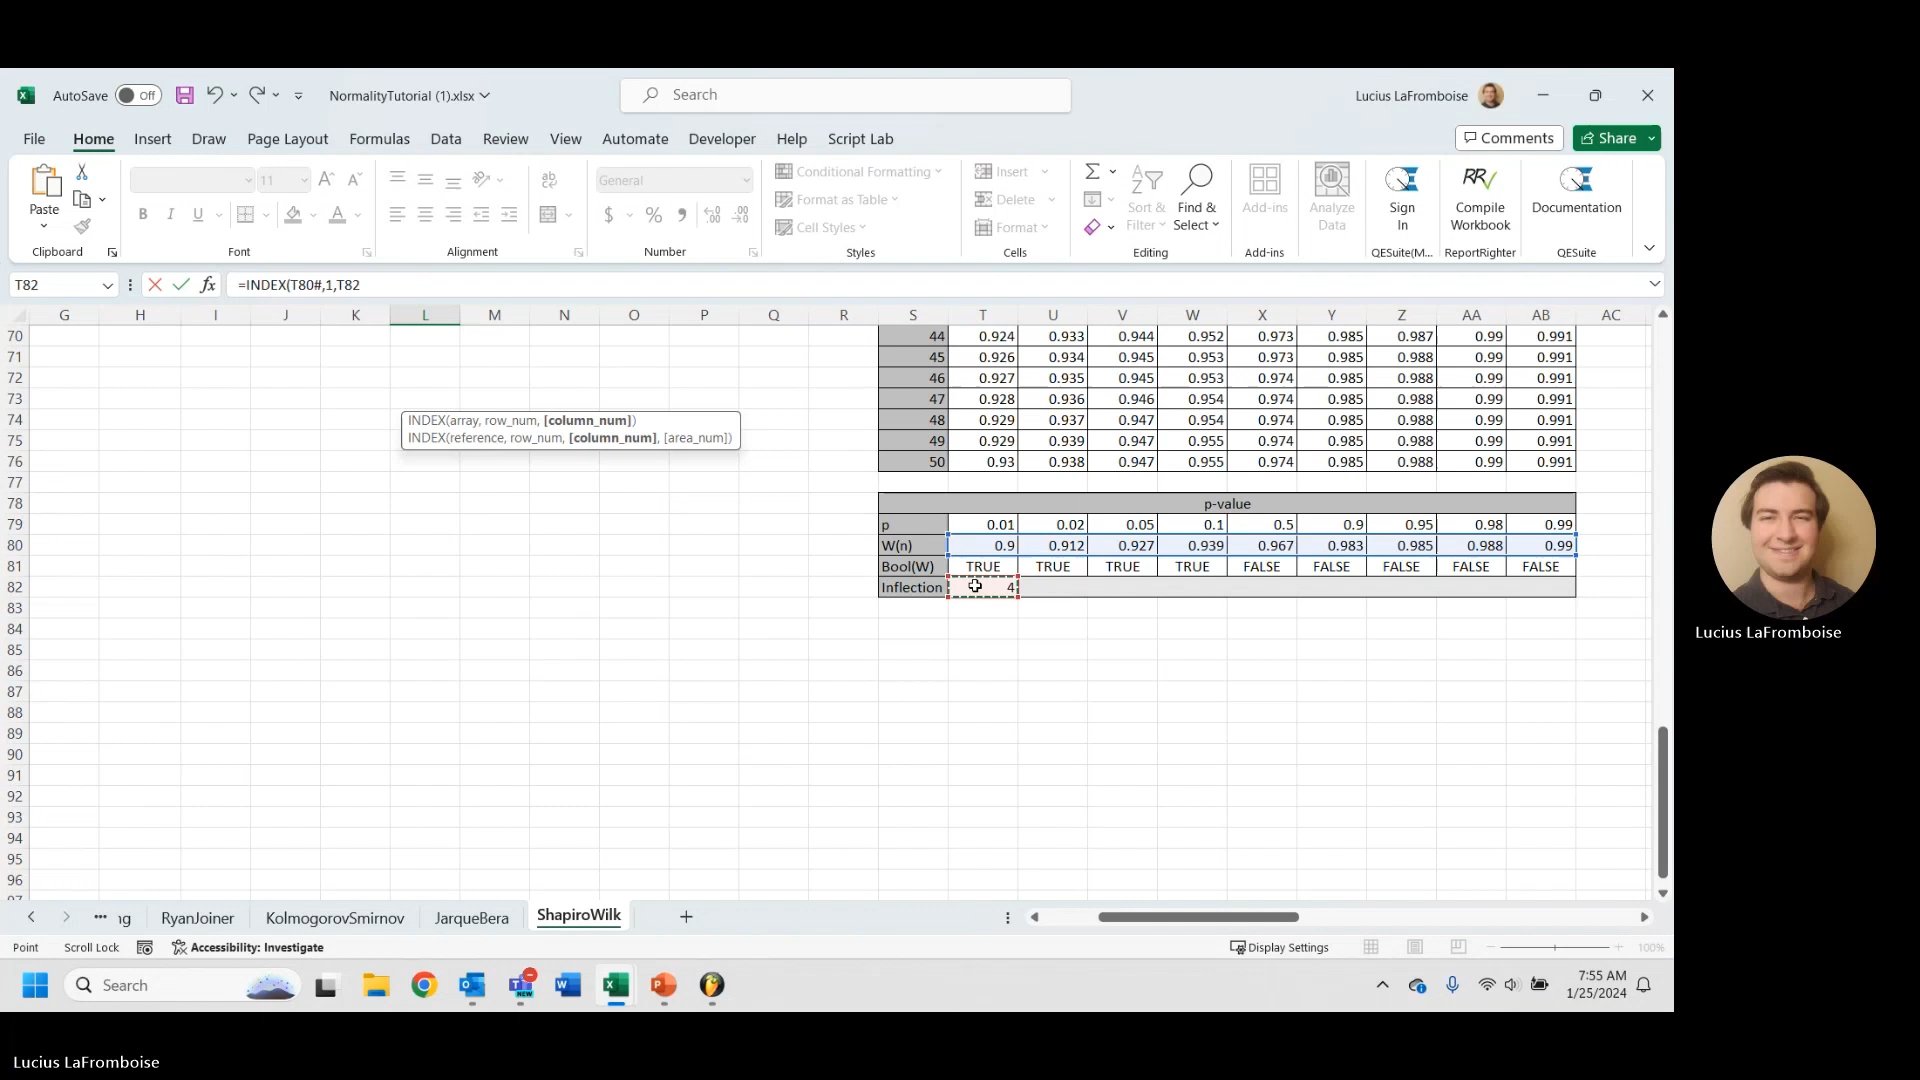 AutoSave Off NormalityTutorial (1).xlsx Search Lucius LaFromboise
File Home Insert Draw Page Layout Formulas Data Review View Automate Developer Help Script Lab Comments Share
Paste 11 A A ab General Conditional Formatting Insert Σ Sort & Filter Find & Select Add-ins Analyze Data Sign In Compile Workbook Documentation
B I U A $ % Format as Table Delete
Cell Styles Format
Clipboard Font Alignment Number Styles Cells Editing Add-ins QESuite(M... ReportRighter QESuite
T82 fx =INDEX(T80#,1,T82
G H I J K L M N O P Q R S T U V W X Y Z AA AB AC
70 44 0.924 0.933 0.944 0.952 0.973 0.985 0.987 0.99 0.991
71 45 0.926 0.934 0.945 0.953 0.973 0.985 0.988 0.99 0.991
72 46 0.927 0.935 0.945 0.953 0.974 0.985 0.988 0.99 0.991
73 47 0.928 0.936 0.946 0.954 0.974 0.985 0.988 0.99 0.991
74 INDEX(array, row_num, [column_num]) 48 0.929 0.937 0.947 0.954 0.974 0.985 0.988 0.99 0.991
75 INDEX(reference, row_num, [column_num], [area_num]) 49 0.929 0.939 0.947 0.955 0.974 0.985 0.988 0.99 0.991
76 50 0.93 0.938 0.947 0.955 0.974 0.985 0.988 0.99 0.991
77
78 p-value
79 p 0.01 0.02 0.05 0.1 0.5 0.9 0.95 0.98 0.99
80 W(n) 0.9 0.912 0.927 0.939 0.967 0.983 0.985 0.988 0.99
81 Bool(W) TRUE TRUE TRUE TRUE FALSE FALSE FALSE FALSE FALSE
82 Inflection 4
83
84
85
86
87
88
89
90
91
92
93
94
95
96
ng RyanJoiner KolmogorovSmirnov JarqueBera ShapiroWilk
Point Scroll Lock Accessibility: Investigate Display Settings 100%
Search 7:55 AM
1/25/2024
Lucius LaFromboise
Lucius LaFromboise